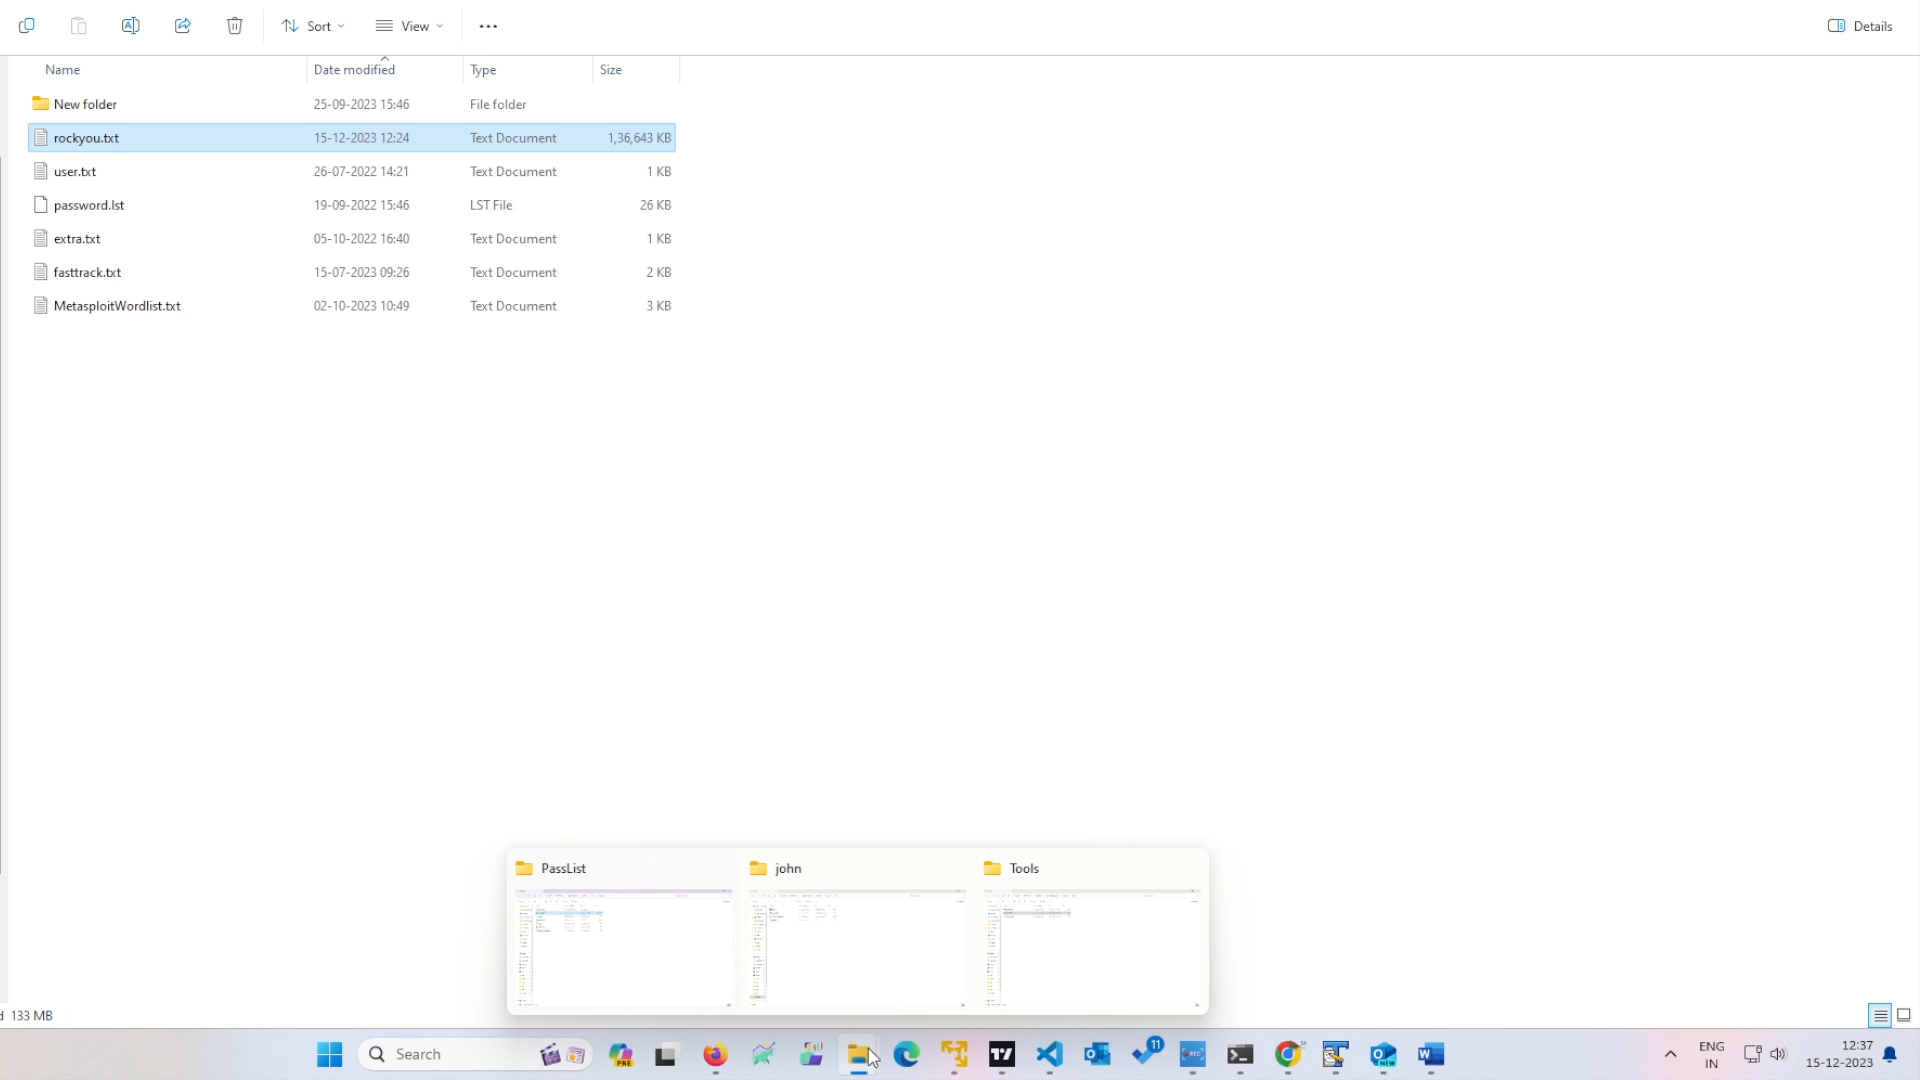 Sort
View
Details
Name Date modified Type Size
New folder 25-09-2023 15:46 File folder
rockyou.txt 15-12-2023 12:24 Text Document 1,36,643 KB
user.txt 26-07-2022 14:21 Text Document 1 KB
password.lst 19-09-2022 15:46 LST File 26 KB
extra.txt 05-10-2022 16:40 Text Document 1 KB
fasttrack.txt 15-07-2023 09:26 Text Document 2 KB
MetasploitWordlist.txt 02-10-2023 10:49 Text Document 3 KB
PassList
john
Tools
d 133 MB
Search
PRE
11
REC
NEW
ENG
IN
12:37
15-12-2023